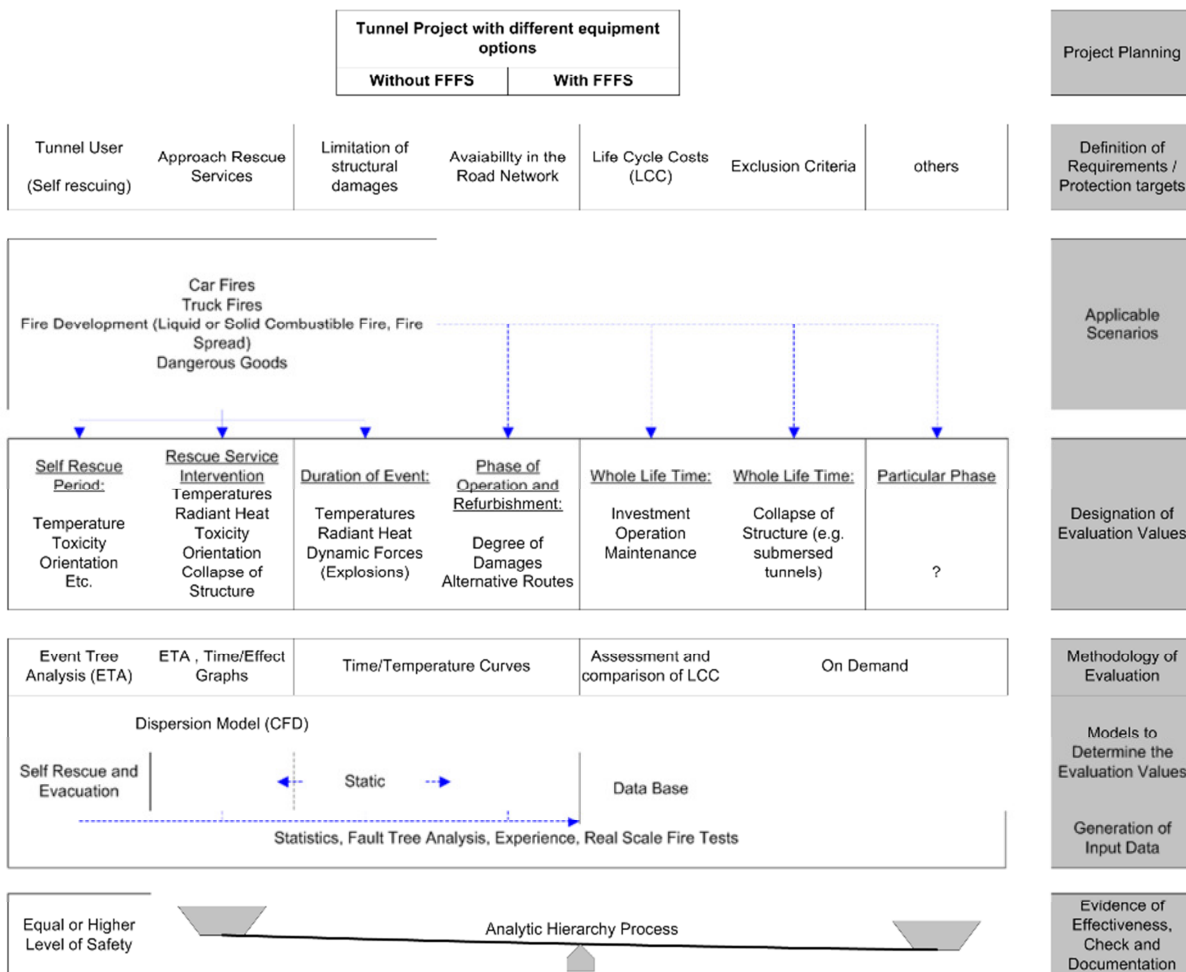 Tunnel Project with different equipment
options
Without FFFS
With FFFS
Project Planning
Tunnel User
(Self rescuing)
Approach Rescue
Services
Limitation of
structural
damages
Avaiability in the
Road Network
Life Cycle Costs
(LCC)
Exclusion Criteria
others
Definition of
Requirements /
Protection targets
Car Fires
Truck Fires
Fire Development (Liquid or Solid Combustible Fire, Fire
Spread)
Dangerous Goods
Applicable
Scenarios
Self Rescue
Period:
Temperature
Toxicity
Orientation
Etc.
Rescue Service
Intervention
Temperatures
Radiant Heat
Toxicity
Orientation
Collapse of
Structure
Duration of Event:
Temperatures
Radiant Heat
Dynamic Forces
(Explosions)
Phase of
Operation and
Refurbishment:
Degree of
Damages
Alternative Routes
Whole Life Time:
Investment
Operation
Maintenance
Whole Life Time:
Collapse of
Structure (e.g.
submersed
tunnels)
Particular Phase
?
Designation of
Evaluation Values
Event Tree
Analysis (ETA)
ETA , Time/Effect
Graphs
Time/Temperature Curves
Assessment and
comparison of LCC
On Demand
Methodology of
Evaluation
Dispersion Model (CFD)
Self Rescue and
Evacuation
Static
Data Base
Models to
Determine the
Evaluation Values
Statistics, Fault Tree Analysis, Experience, Real Scale Fire Tests
Generation of
Input Data
Equal or Higher
Level of Safety
Analytic Hierarchy Process
Evidence of
Effectiveness,
Check and
Documentation